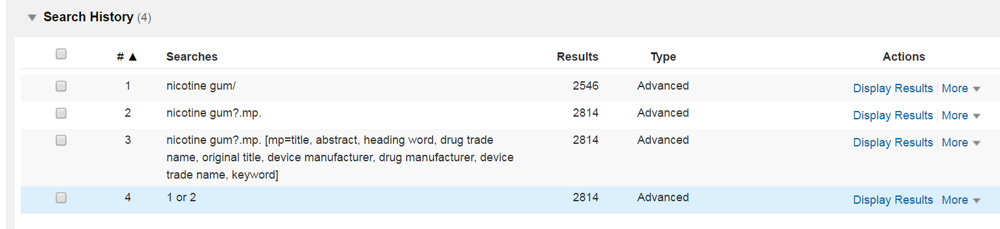 Search History (4)
# ▲ Searches Results Type Actions
1 nicotine gum/ 2546 Advanced Display Results More
2 nicotine gum?.mp. 2814 Advanced Display Results More
3 nicotine gum?.mp. [mp=title, abstract, heading word, drug trade 2814 Advanced Display Results More
name, original title, device manufacturer, drug manufacturer, device
trade name, keyword]
4 1 or 2 2814 Advanced Display Results More